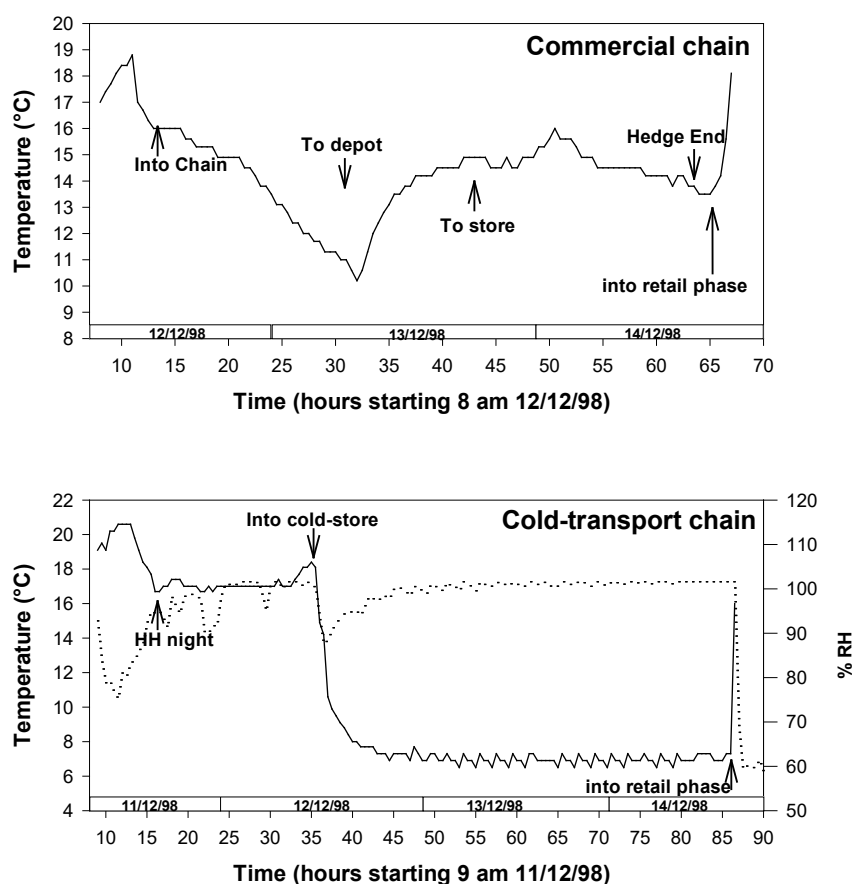 Commercial chain
20
19
18
17
16
15
14
13
12
11
10
9
8
Temperature (°C)
Into Chain
To depot
To store
Hedge End
into retail phase
12/12/98 13/12/98 14/12/98
10 15 20 25 30 35 40 45 50 55 60 65 70
Time (hours starting 8 am 12/12/98)
Cold-transport chain
22
20
18
16
14
12
10
8
6
4
Temperature (°C)
Into cold-store
HH night
into retail phase
120
110
100
90
80
70
60
50
% RH
11/12/98 12/12/98 13/12/98 14/12/98
10 15 20 25 30 35 40 45 50 55 60 65 70 75 80 85 90
Time (hours starting 9 am 11/12/98)